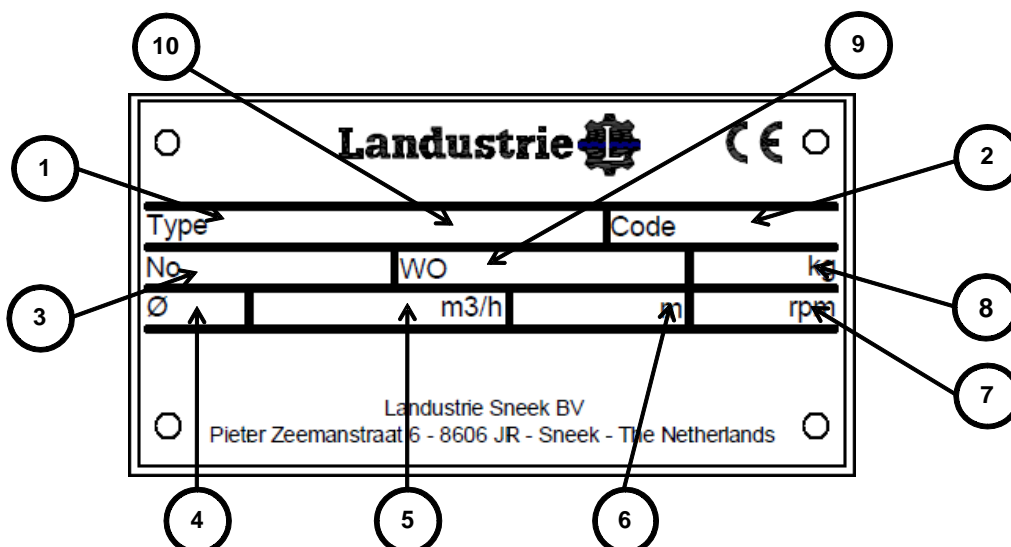 10
9
1
2
Landustrie L CE
Type
Code
No
WO
kg
3
8
Ø
m3/h
m
rpm
7
Landustrie Sneek BV
Pieter Zeemanstraat 6 - 8606 JR - Sneek - The Netherlands
4
5
6